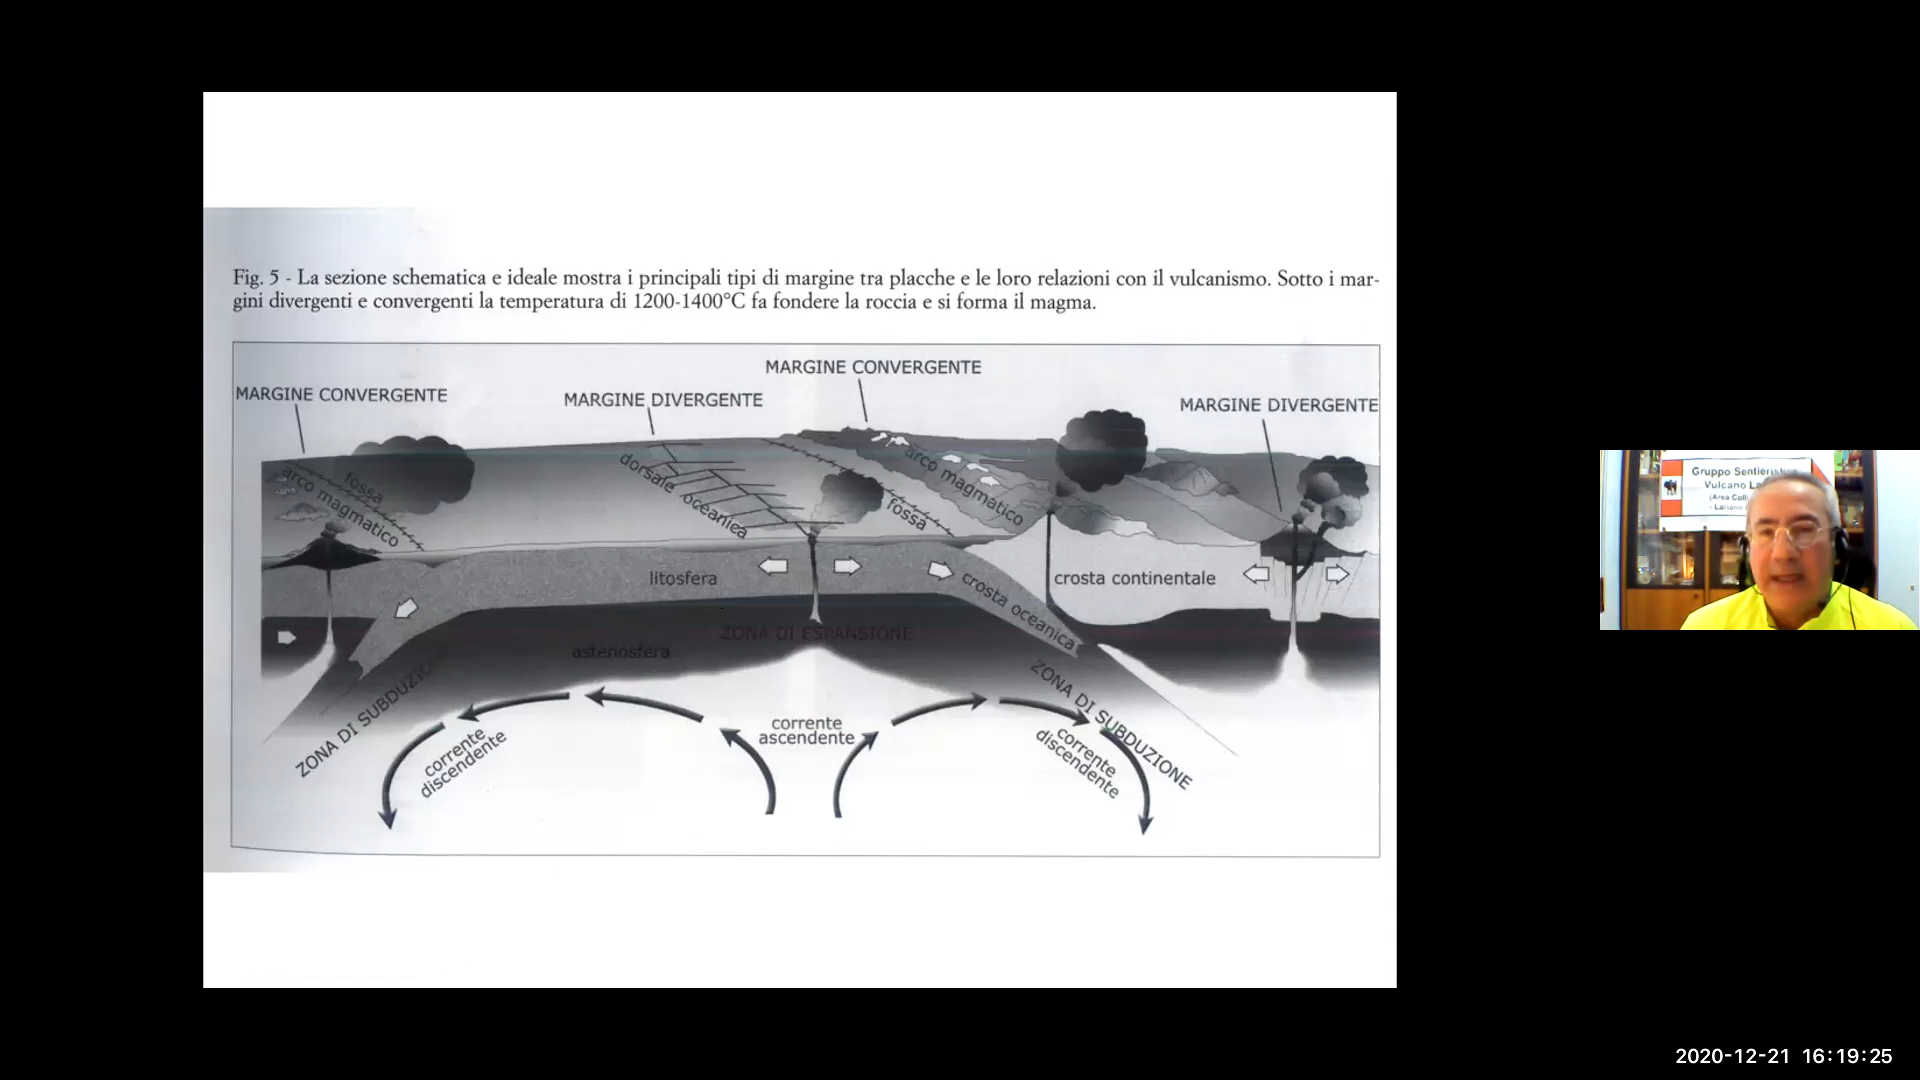 Fig. 5 - La sezione schematica e ideale mostra i principali tipi di margine tra placche e le loro relazioni con il vulcanismo. Sotto i mar-
gini divergenti e convergenti la temperatura di 1200-1400°C fa fondere la roccia e si forma il magma.
MARGINE CONVERGENTE
MARGINE CONVERGENTE
MARGINE DIVERGENTE
MARGINE DIVERGENTE
fossa
arco magmatico
dorsale oceanica
fossa
arco magmatico
litosfera
crosta oceanica
crosta continentale
ZONA DI ESPANSIONE
astenosfera
ZONA DI SUBDUZIONE
ZONA DI SUBDUZIONE
corrente
discendente
corrente
ascendente
corrente
discendente
Gruppo
Vulcano
2020-12-21 16:19:25